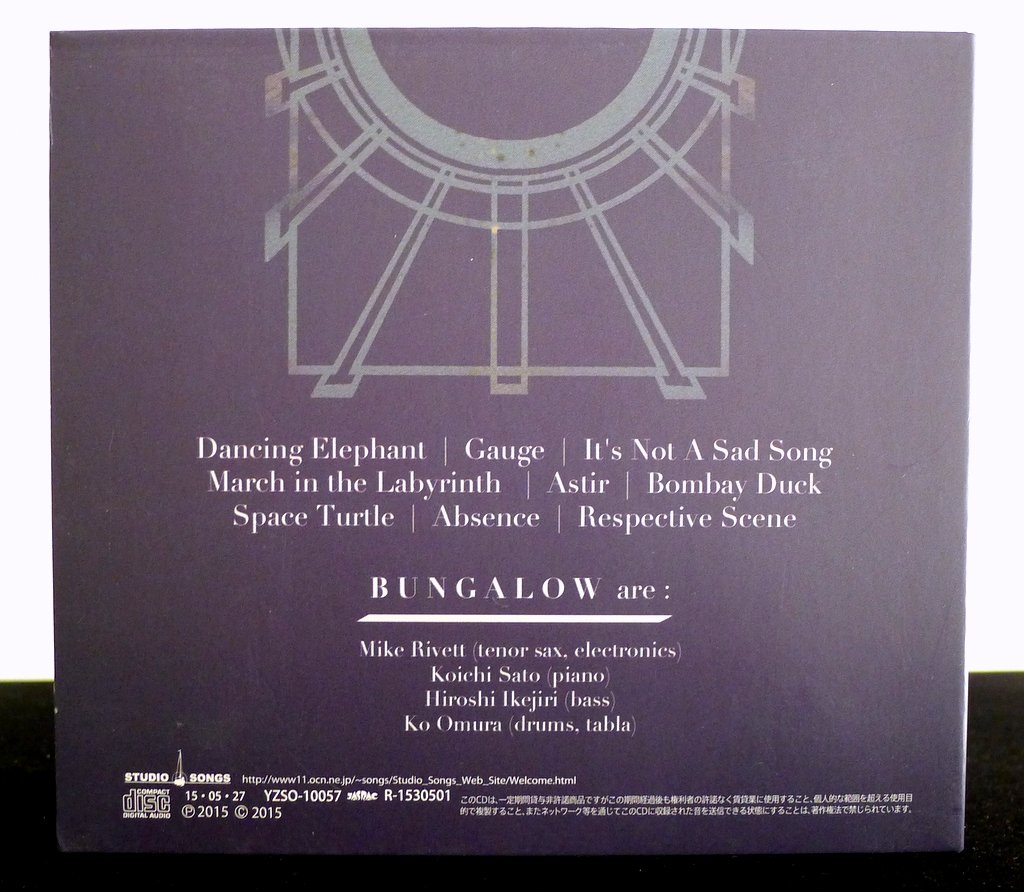 Dancing Elephant | Gauge | It's Not A Sad Song
March in the Labyrinth | Astir | Bombay Duck
Space Turtle | Absence | Respective Scene
BUNGALOW are :
Mike Rivett (tenor sax, electronics)
Koichi Sato (piano)
Hiroshi Ikejiri (bass)
Ko Omura (drums, tabla)
STUDIO SONGS http://www11.ocn.ne.jp/~songs/Studio_Songs_Web_Site/Welcome.html
COMPACT disc DIGITAL AUDIO
15・05・27 YZSO-10057 JASRAC R-1530501
Ⓟ2015 © 2015
このCDは、一定期間貸与非許諾商品ですがこの期間経過後も権利者の許諾なく賃貸業に使用すること、個人的な範囲を超える使用目
的で複製すること、またネットワーク等を通じてこのCDに収録された音を送信できる状態にすることは、著作権法で禁じられています。